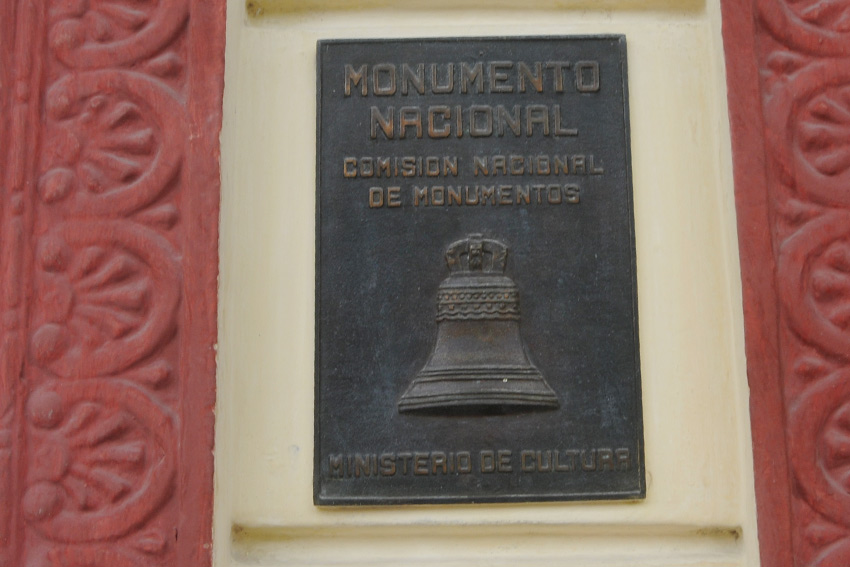 MONUMENTO
NACIONAL
COMISION NACIONAL
DE MONUMENTOS
MINISTERIO DE CULTURA